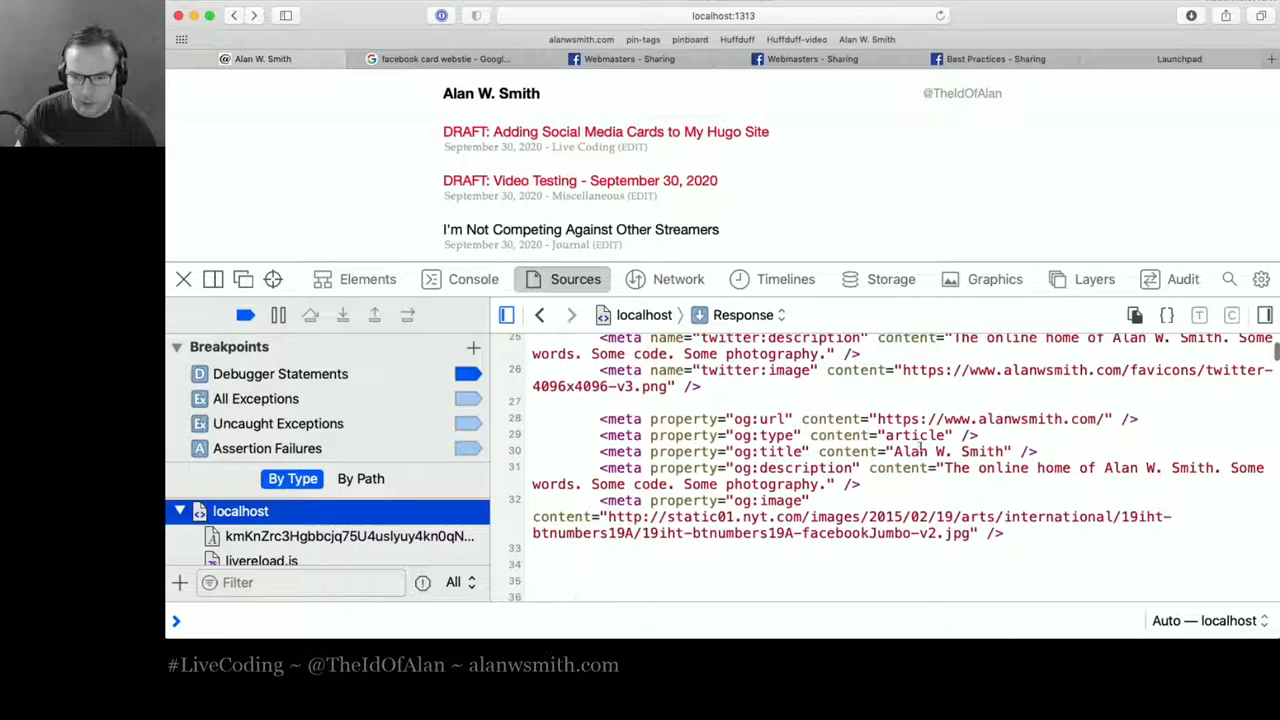 localhost:1313
alanwsmith.com pin-tags pinboard Huffduff Huffduff-video Alan W. Smith
@ Alan W. Smith facebook card webstie - Googl... Webmasters - Sharing Webmasters - Sharing Best Practices - Sharing Launchpad
Alan W. Smith @TheIdOfAlan
DRAFT: Adding Social Media Cards to My Hugo Site
September 30, 2020 - Live Coding (EDIT)
DRAFT: Video Testing - September 30, 2020
September 30, 2020 - Miscellaneous (EDIT)
I'm Not Competing Against Other Streamers
September 30, 2020 - Journal (EDIT)
Elements Console Sources Network Timelines Storage Graphics Layers Audit
localhost Response
Breakpoints
D Debugger Statements
Ex All Exceptions
Ex Uncaught Exceptions
A Assertion Failures
By Type By Path
localhost
kmKnZrc3Hgbbcjq75U4uslyuy4kn0qN...
livereload.js
Filter All
25 <meta name="twitter:description" content="The online home of Alan W. Smith. Some
words. Some code. Some photography." />
26 <meta name="twitter:image" content="https://www.alanwsmith.com/favicons/twitter-
4096x4096-v3.png" />
27
28 <meta property="og:url" content="https://www.alanwsmith.com/" />
29 <meta property="og:type" content="article" />
30 <meta property="og:title" content="Alan W. Smith" />
31 <meta property="og:description" content="The online home of Alan W. Smith. Some
words. Some code. Some photography." />
32 <meta property="og:image"
content="http://static01.nyt.com/images/2015/02/19/arts/international/19iht-
btnumbers19A/19iht-btnumbers19A-facebookJumbo-v2.jpg" />
33
34
35
36
Auto — localhost
#LiveCoding ~ @TheIdOfAlan ~ alanwsmith.com